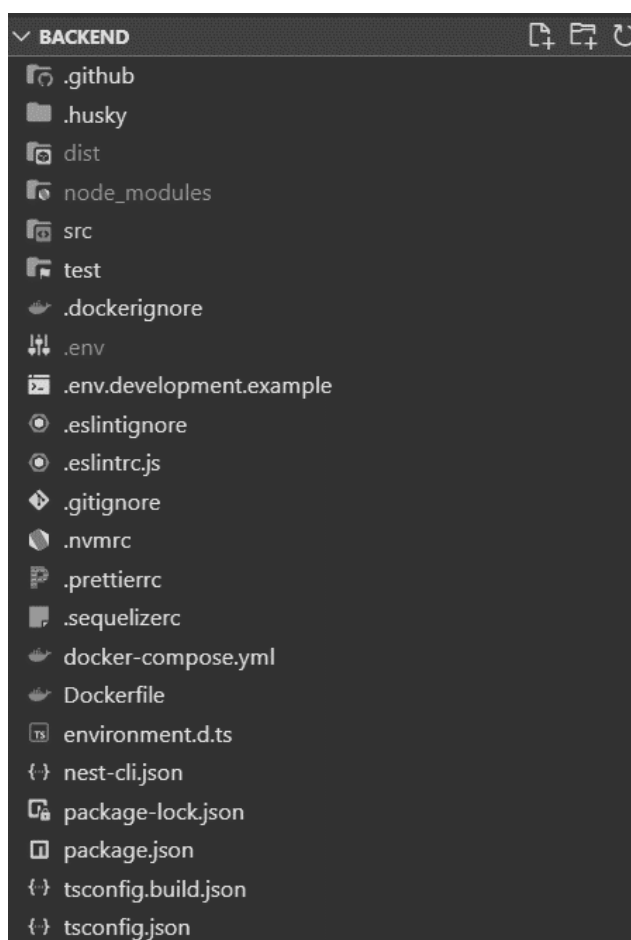 BACKEND
.github
.husky
dist
node_modules
src
test
.dockerignore
.env
.env.development.example
.eslintignore
.eslintrc.js
.gitignore
.nvmrc
.prettierrc
.sequelizerc
docker-compose.yml
Dockerfile
environment.d.ts
nest-cli.json
package-lock.json
package.json
tsconfig.build.json
tsconfig.json